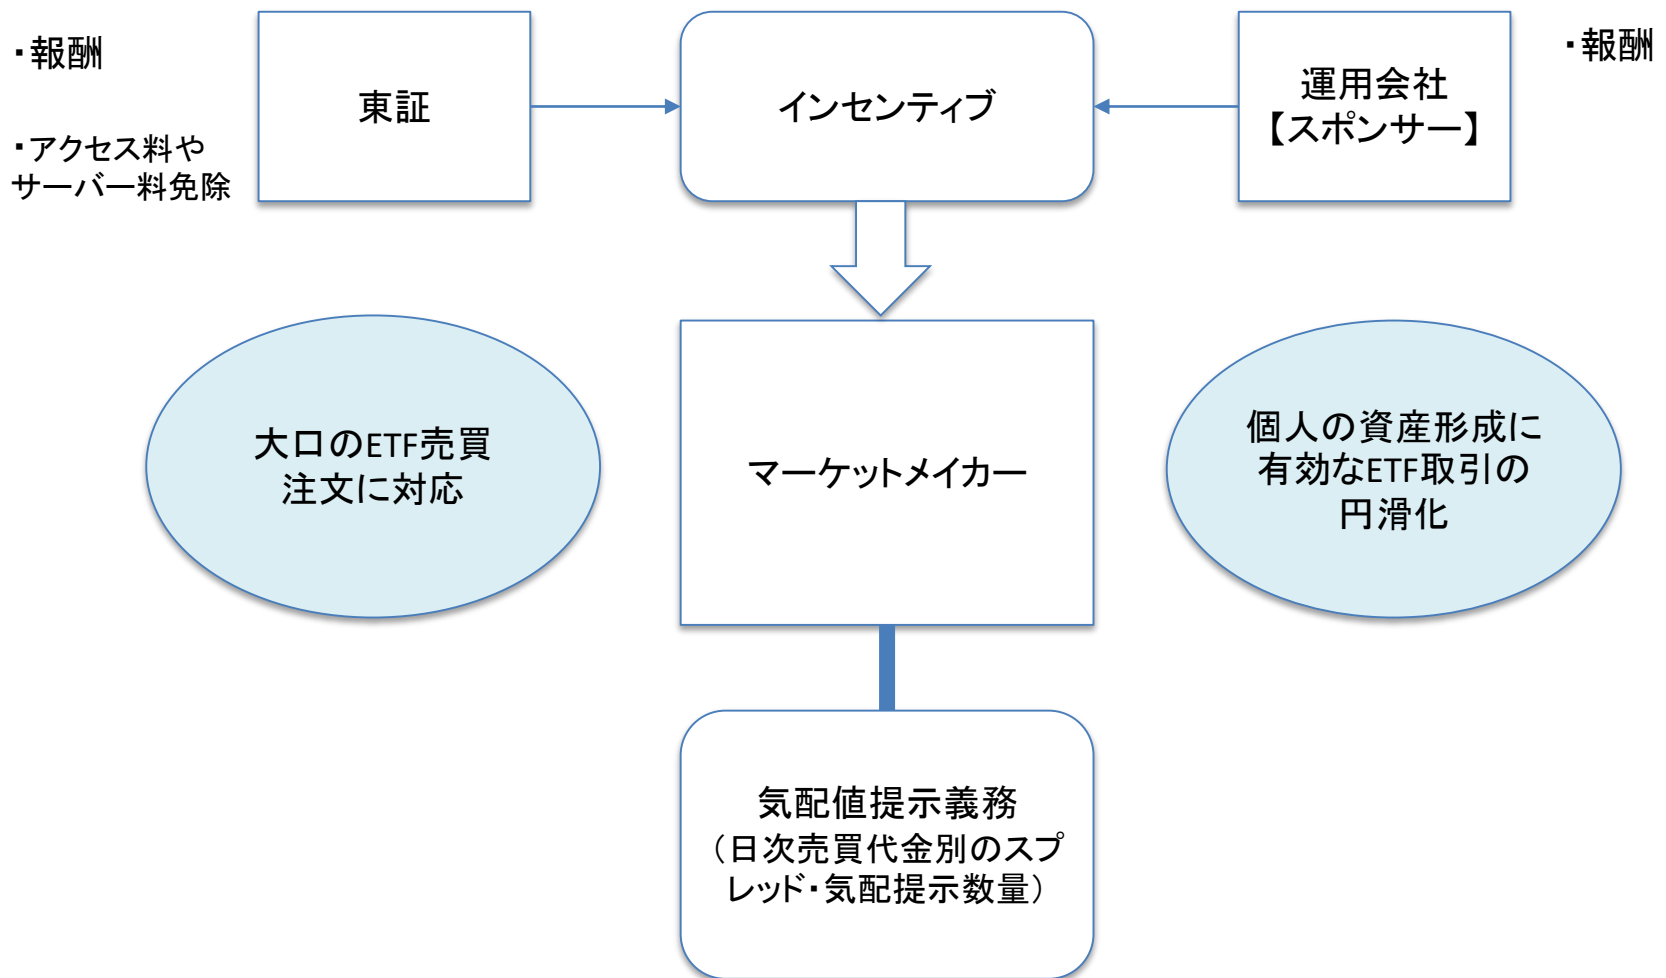 ・報酬
・アクセス料や
サーバー料免除
東証
インセンティブ
運用会社
【スポンサー】
・報酬
大口のETF売買
注文に対応
マーケットメイカー
個人の資産形成に
有効なETF取引の
円滑化
気配値提示義務
（日次売買代金別のスプ
レッド・気配提示数量）